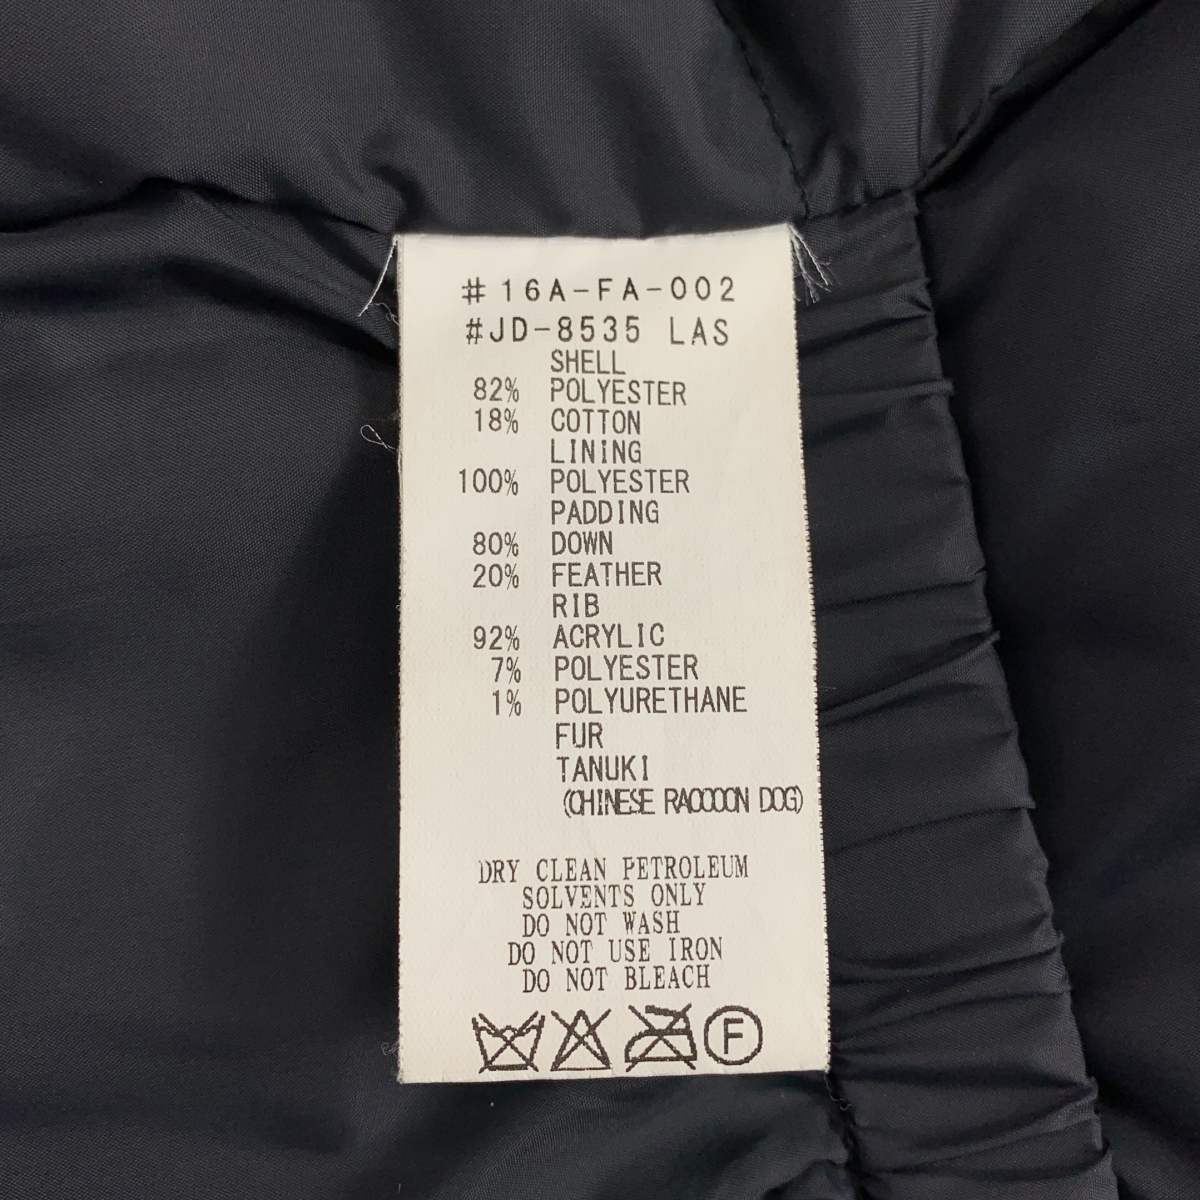 #16A-FA-002
#JD-8535 LAS
SHELL
82% POLYESTER
18% COTTON
LINING
100% POLYESTER
PADDING
80% DOWN
20% FEATHER
RIB
92% ACRYLIC
7% POLYESTER
1% POLYURETHANE
FUR
TANUKI
(CHINESE RACCOON DOG)
DRY CLEAN PETROLEUM
SOLVENTS ONLY
DO NOT WASH
DO NOT USE IRON
DO NOT BLEACH
F